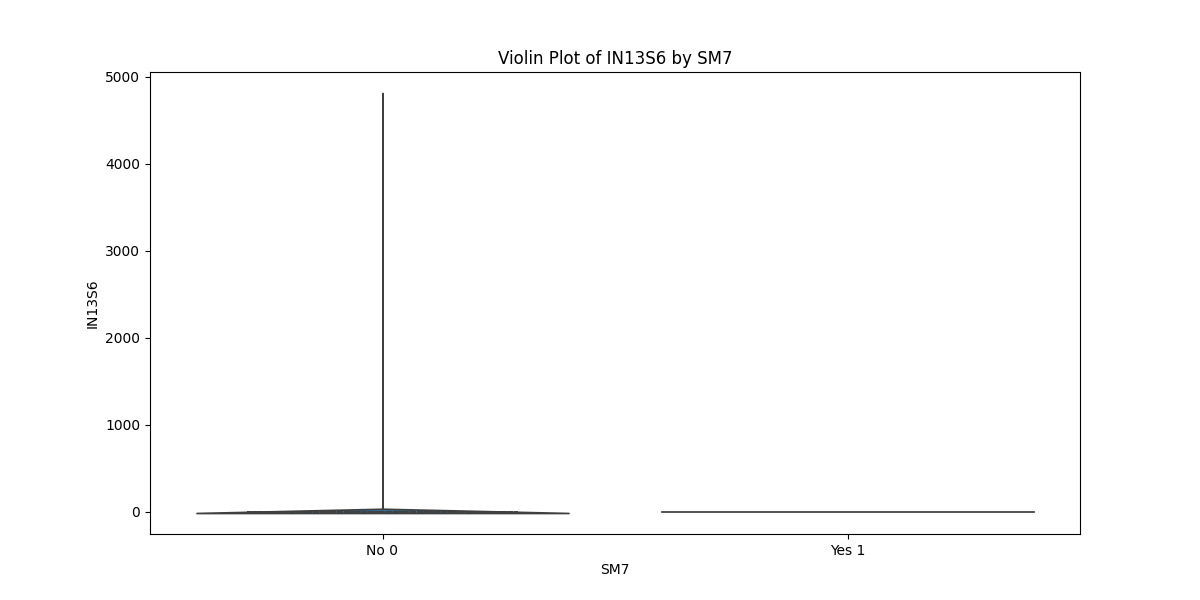 Violin Plot of IN13S6 by SM7
5000
4000
3000
2000
1000
0
IN13S6
No 0
Yes 1
SM7